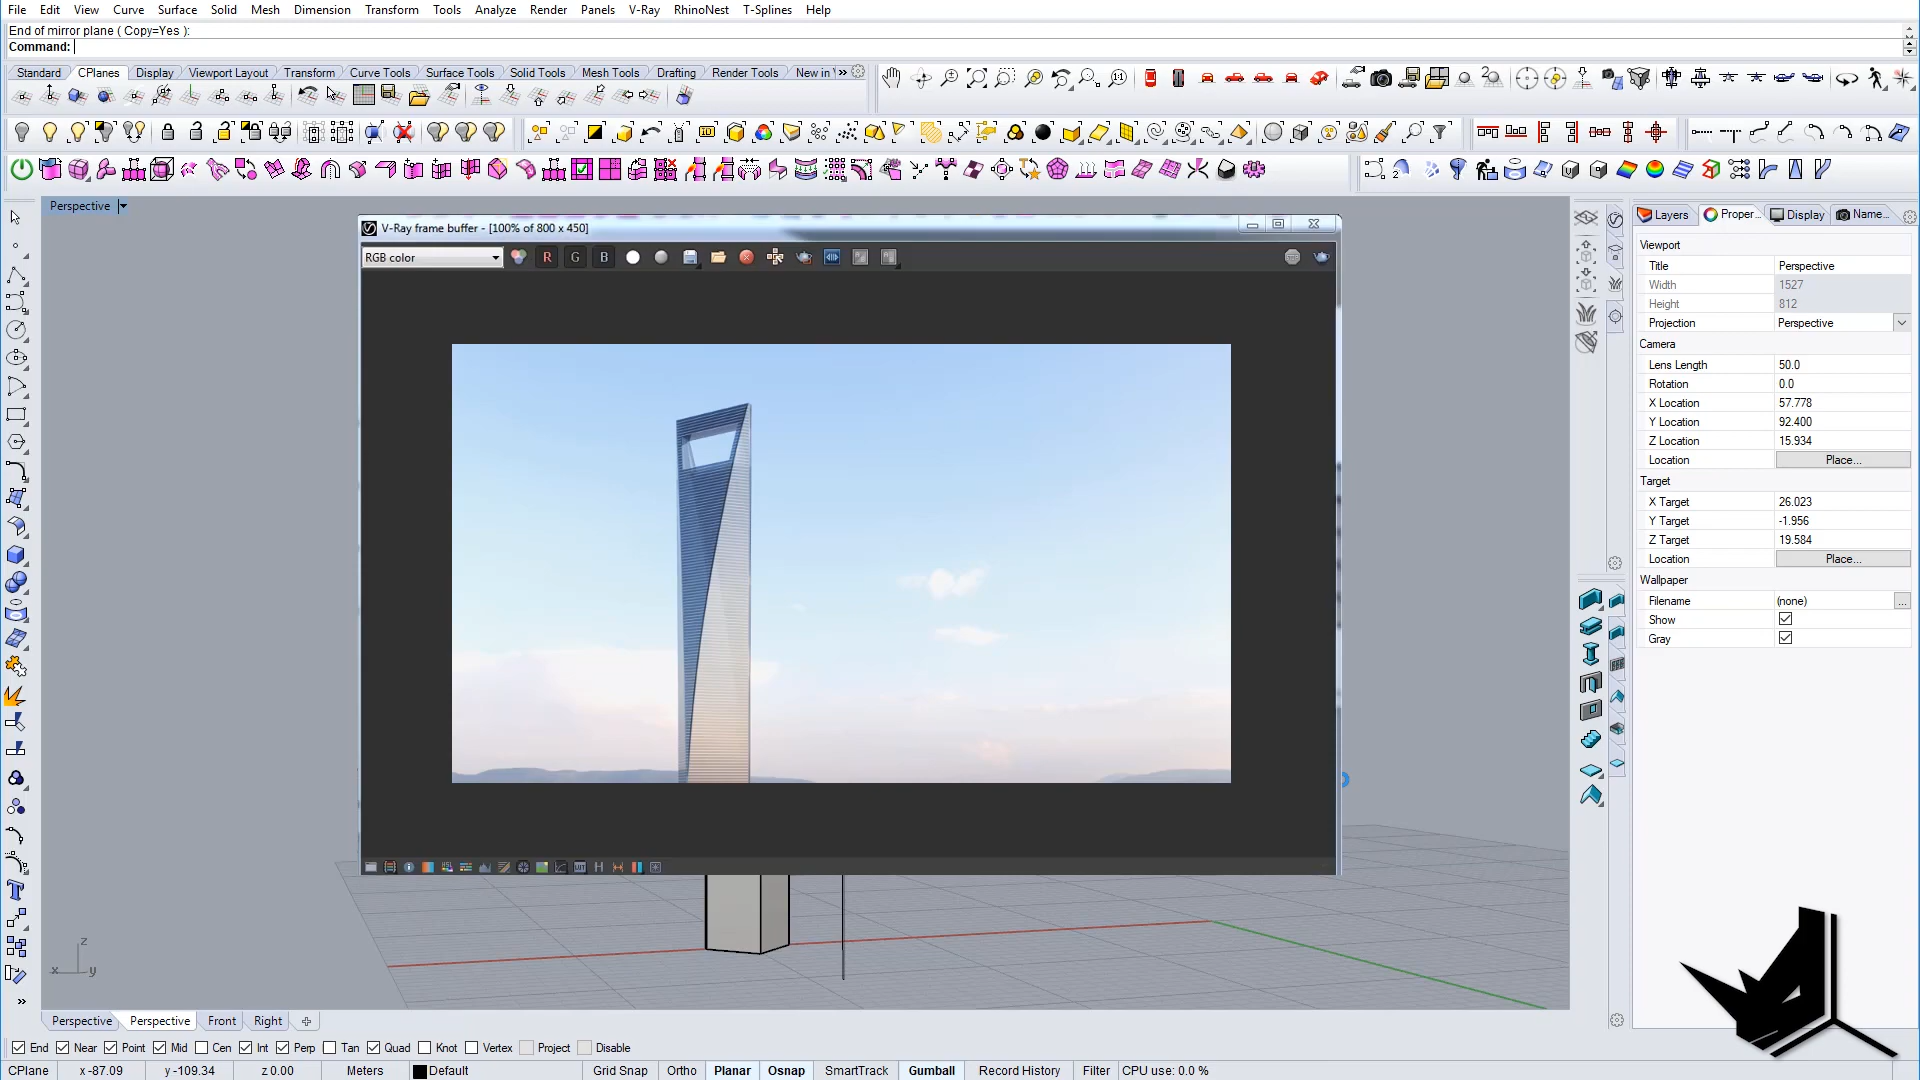 File Edit View Curve Surface Solid Mesh Dimension Transform Tools Analyze Render Panels V-Ray RhinoNest T-Splines Help
End of mirror plane ( Copy=Yes ):
Command:
Standard CPlanes Display Viewport Layout Transform Curve Tools Surface Tools Solid Tools Mesh Tools Drafting Render Tools New in V »
Perspective
V-Ray frame buffer - [100% of 800 x 450]
RGB color R G B
Layers Proper... Display Name...
Viewport
Title Perspective
Width 1527
Height 812
Projection Perspective
Camera
Lens Length 50.0
Rotation 0.0
X Location 57.778
Y Location 92.400
Z Location 15.934
Location Place...
Target
X Target 26.023
Y Target -1.956
Z Target 19.584
Location Place...
Wallpaper
Filename (none) ...
Show
Gray
z
x y
Perspective Perspective Front Right
End Near Point Mid Cen Int Perp Tan Quad Knot Vertex Project Disable
CPlane x -87.09 y -109.34 z 0.00 Meters Default Grid Snap Ortho Planar Osnap SmartTrack Gumball Record History Filter CPU use: 0.0 %